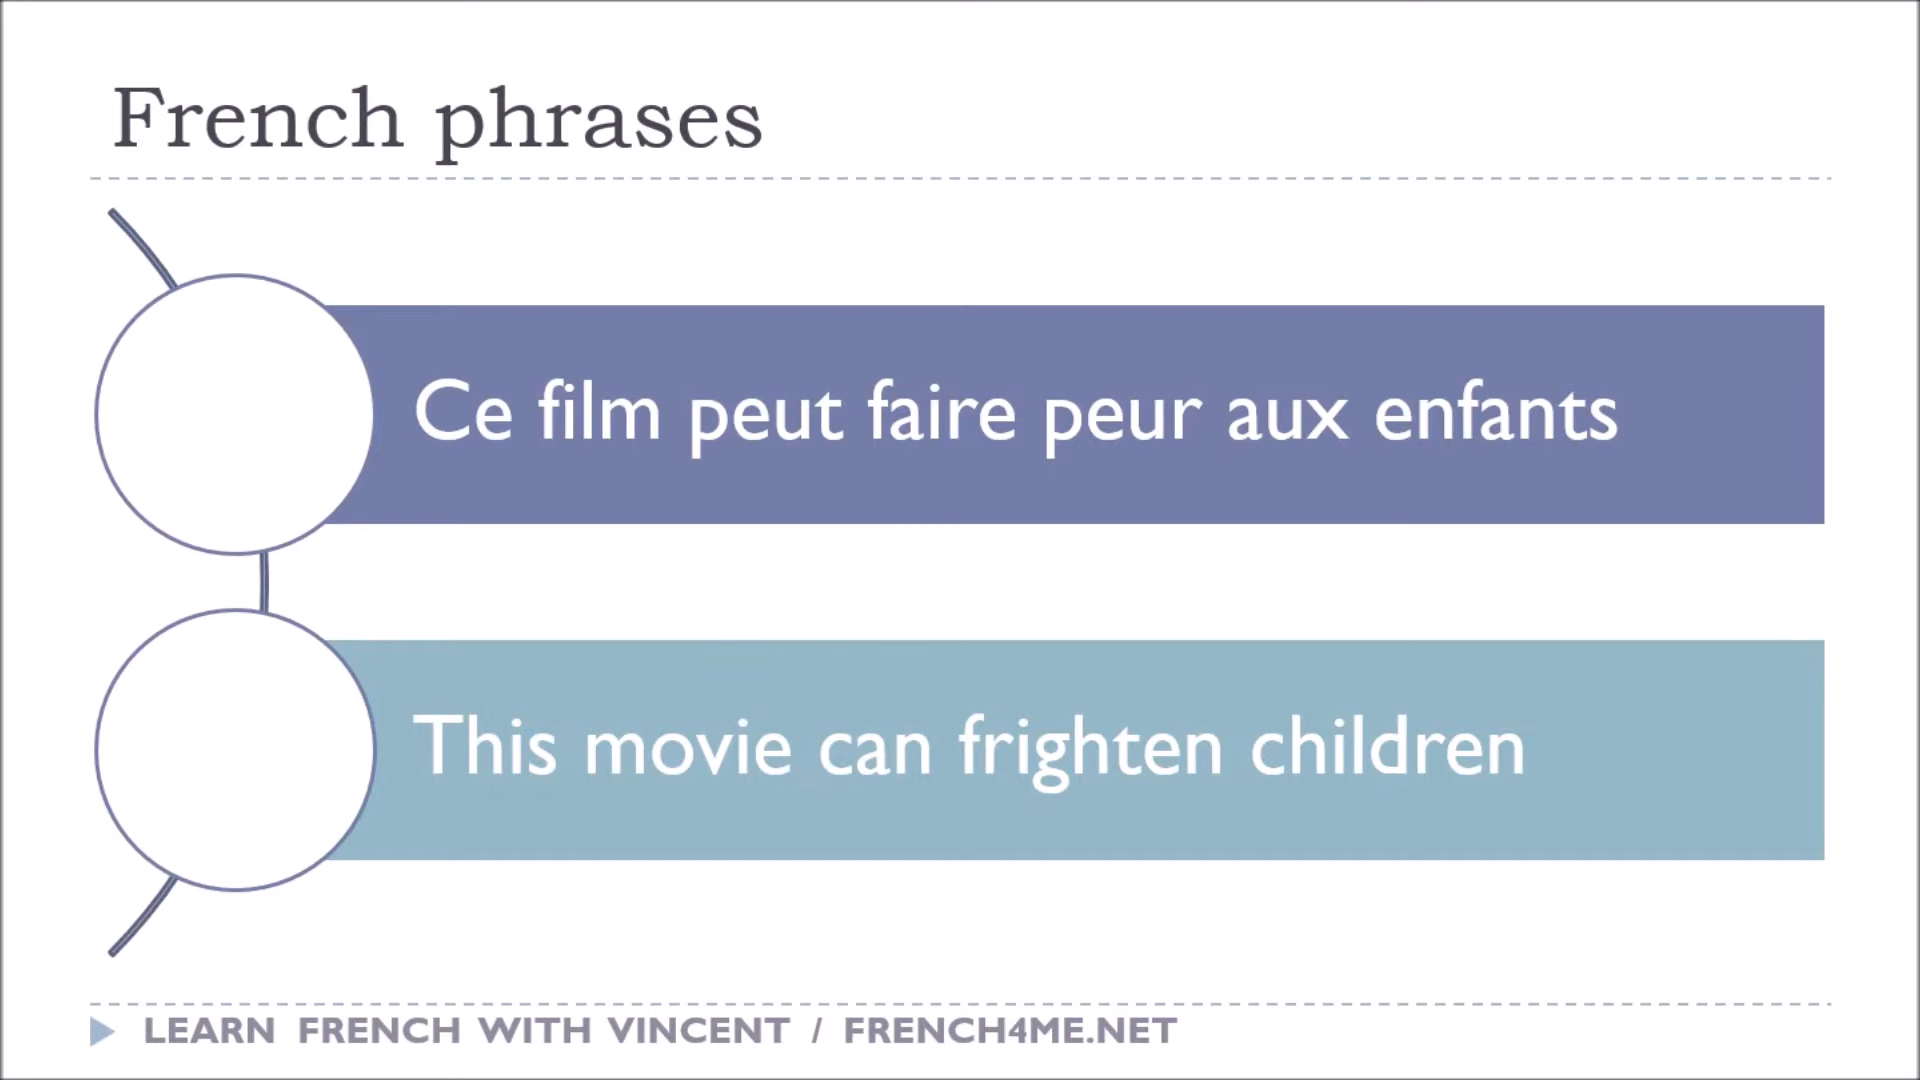 French phrases
Ce film peut faire peur aux enfants
This movie can frighten children
LEARN FRENCH WITH VINCENT / FRENCH4ME.NET